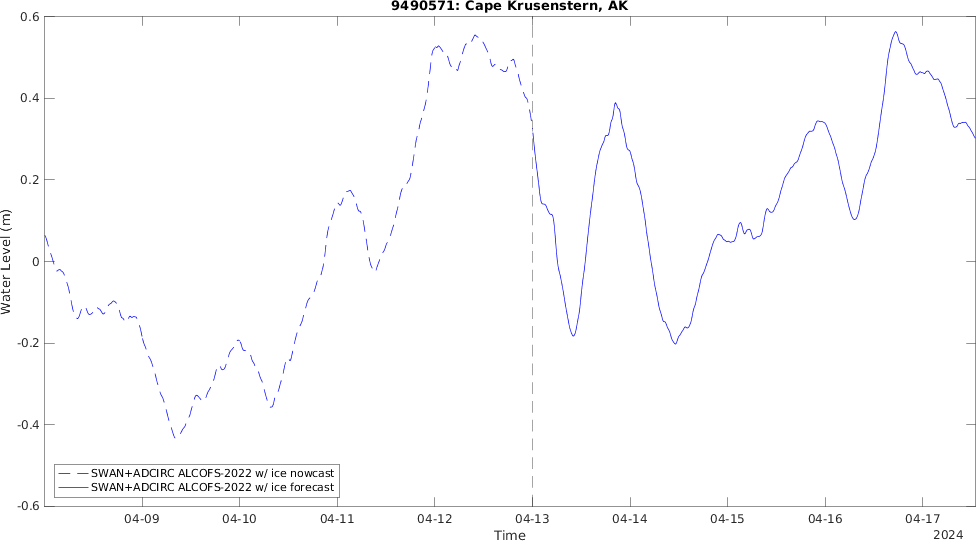 9490571: Cape Krusenstern, AK
0.6
0.4
0.2
0
-0.2
-0.4
-0.6
Water Level (m)
SWAN+ADCIRC ALCOFS-2022 w/ ice nowcast
SWAN+ADCIRC ALCOFS-2022 w/ ice forecast
04-09 04-10 04-11 04-12 04-13 04-14 04-15 04-16 04-17
Time
2024